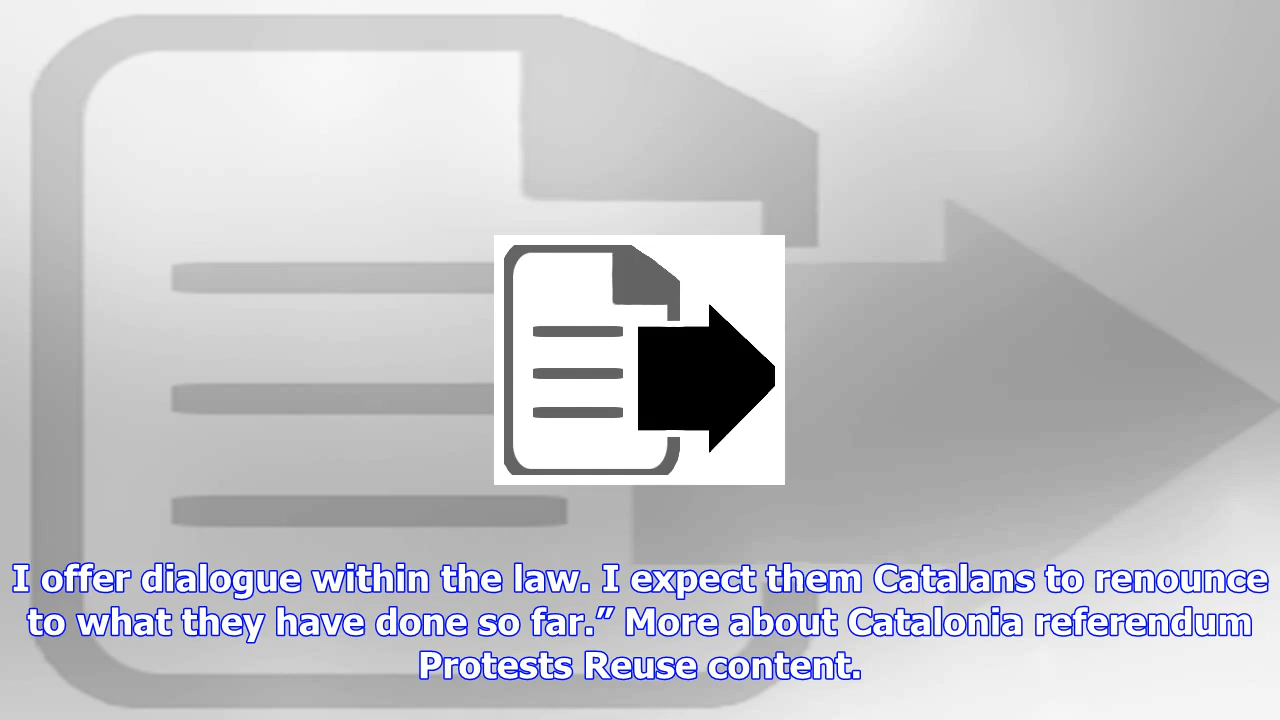 I offer dialogue within the law. I expect them Catalans to renounce
to what they have done so far.” More about Catalonia referendum
Protests Reuse content.